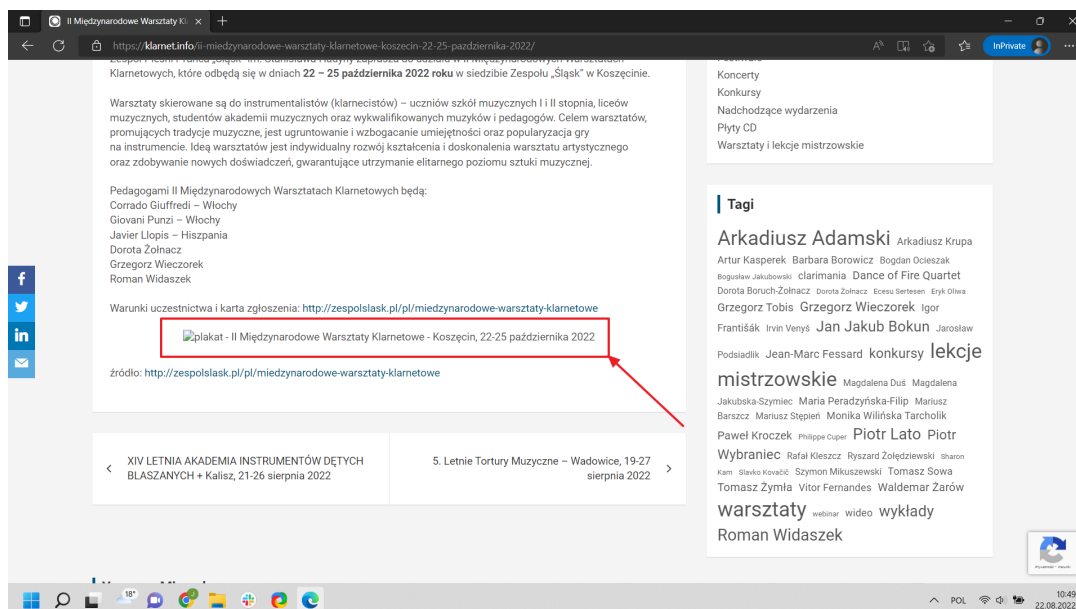 II Międzynarodowe Warsztaty Kl
https://klarnet.info/ii-miedzynarodowe-warsztaty-klarnetowe-koszecin-22-25-pazdziernika-2022/
InPrivate
Klarnetowych, które odbędą się w dniach 22 – 25 października 2022 roku w siedzibie Zespołu „Śląsk” w Koszęcinie.
Warsztaty skierowane są do instrumentalistów (klarnecistów) – uczniów szkół muzycznych I i II stopnia, liceów
muzycznych, studentów akademii muzycznych oraz wykwalifikowanych muzyków i pedagogów. Celem warsztatów,
promujących tradycje muzyczne, jest ugruntowanie i wzbogacanie umiejętności oraz popularyzacja gry
na instrumencie. Ideą warsztatów jest indywidualny rozwój kształcenia i doskonalenia warsztatu artystycznego
oraz zdobywanie nowych doświadczeń, gwarantujące utrzymanie elitarnego poziomu sztuki muzycznej.
Pedagogami II Międzynarodowych Warsztatach Klarnetowych będą:
Corrado Giuffredi – Włochy
Giovani Punzi – Włochy
Javier Llopis – Hiszpania
Dorota Żołnacz
Grzegorz Wieczorek
Roman Widaszek
Warunki uczestnictwa i karta zgłoszenia: http://zespolslask.pl/pl/miedzynarodowe-warsztaty-klarnetowe
plakat - II Międzynarodowe Warsztaty Klarnetowe - Koszęcin, 22-25 października 2022
źródło: http://zespolslask.pl/pl/miedzynarodowe-warsztaty-klarnetowe
XIV LETNIA AKADEMIA INSTRUMENTÓW DĘTYCH
BLASZANYCH + Kalisz, 21-26 sierpnia 2022
5. Letnie Tortury Muzyczne – Wadowice, 19-27
sierpnia 2022
Koncerty
Konkursy
Nadchodzące wydarzenia
Płyty CD
Warsztaty i lekcje mistrzowskie
Tagi
Arkadiusz Adamski Arkadiusz Krupa
Artur Kasperek Barbara Borowicz Bogdan Ocieszak
Bogusław Jakubowski clarimania Dance of Fire Quartet
Dorota Boruch-Żołnacz Dorota Żołnacz Ecesu Sertesen Eryk Oliwa
Grzegorz Tobis Grzegorz Wieczorek Igor
Františák Irvin Venyš Jan Jakub Bokun Jarosław
Podsiadlik Jean-Marc Fessard konkursy lekcje
mistrzowskie Magdalena Duś Magdalena
Jakubska-Szymiec Maria Peradzyńska-Filip Mariusz
Barszcz Mariusz Stępień Monika Wilińska Tarcholik
Paweł Kroczek Philippe Cuper Piotr Lato Piotr
Wybraniec Rafał Kleszcz Ryszard Żołędziewski Sharon
Kam Slavko Kovačić Szymon Mikuszewski Tomasz Sowa
Tomasz Żymła Vitor Fernandes Waldemar Żarów
warsztaty webinar wideo wykłady
Roman Widaszek
18°
POL
10:49
22.08.2022